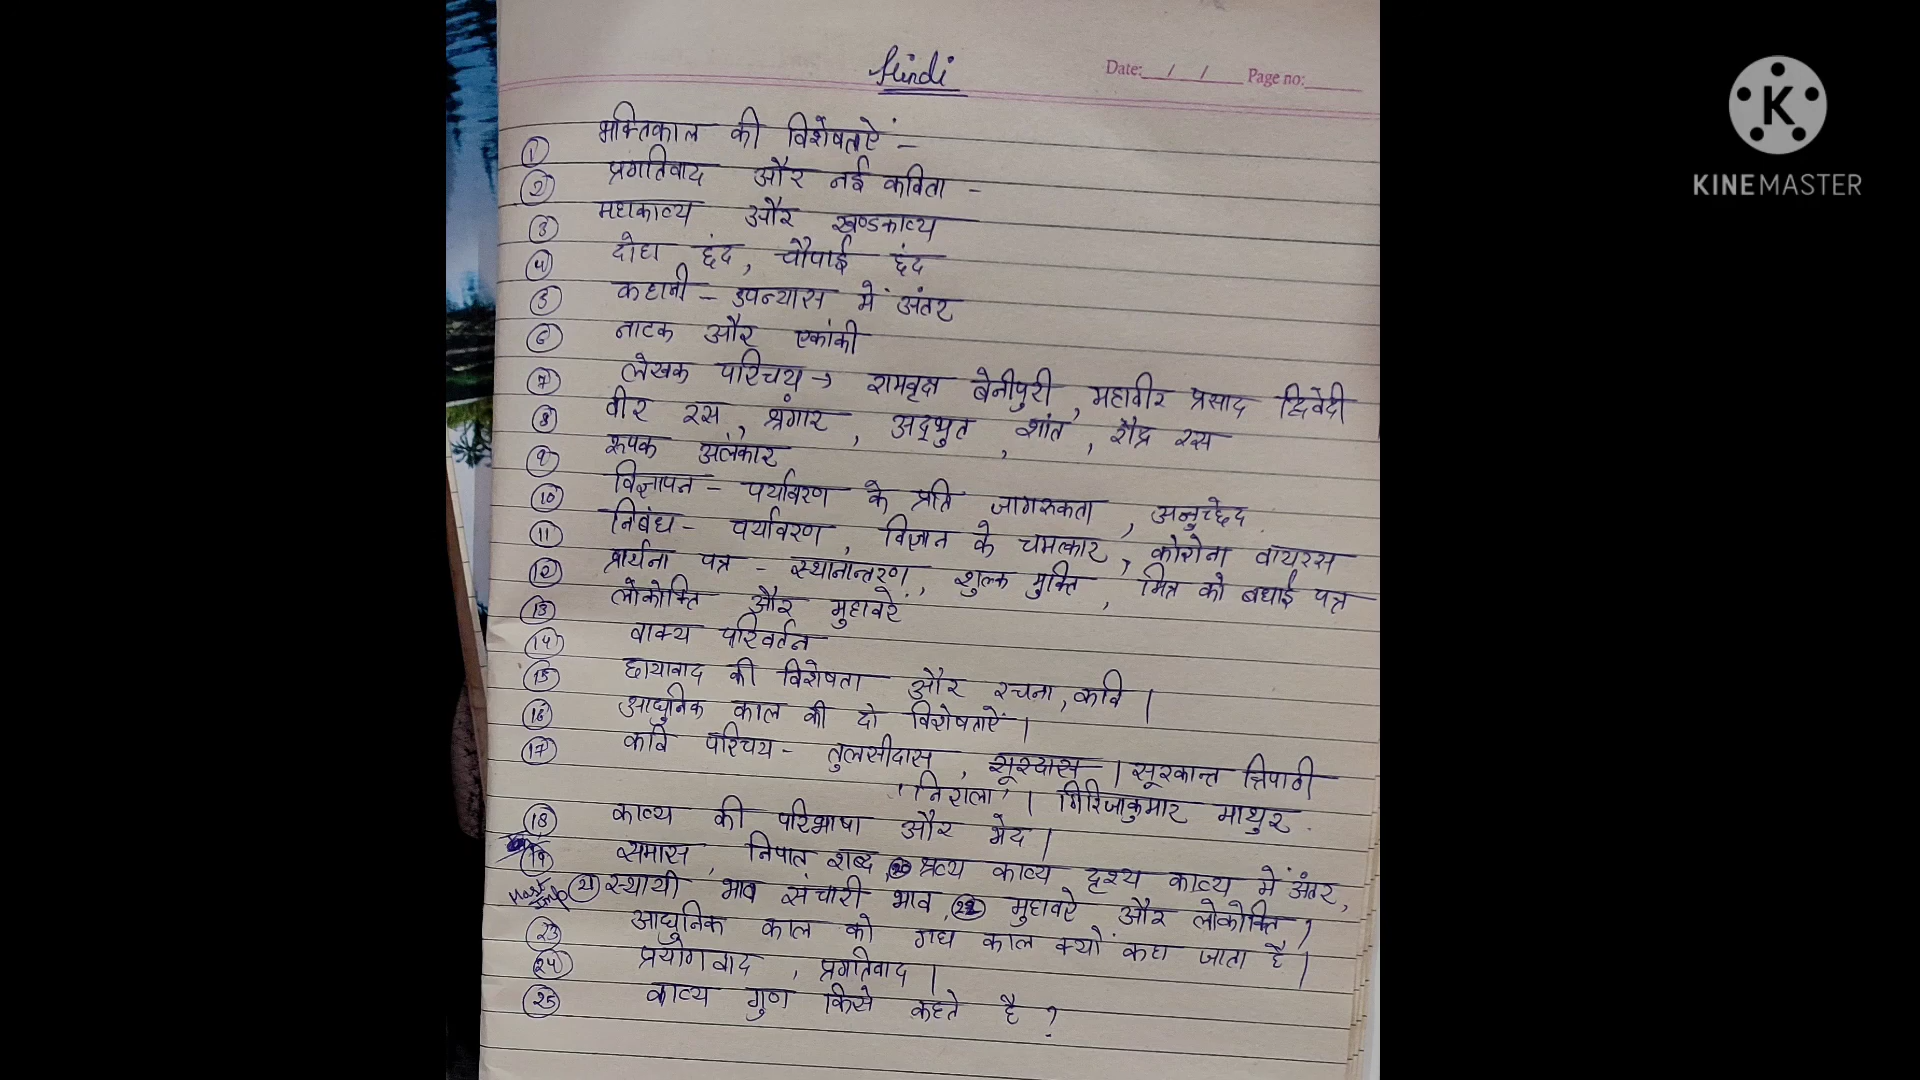 Hindi
Date: / / Page no:
K
KINEMASTER
① भक्तिकाल की विशेषताऐं -
② प्रगतिवाद और नई कविता -
③ महाकाव्य और खण्डकाव्य
④ दोहा छंद, चौपाई छंद
⑤ कहानी - उपन्यास में अंतर
⑥ नाटक और एकांकी
⑦ लेखक परिचय → रामवृक्ष बेनीपुरी, महावीर प्रसाद द्विवेदी
⑧ वीर रस, श्रंगार, अद्भुत, शांत, रौद्र रस
⑨ रूपक अलंकार
⑩ विज्ञापन - पर्यावरण के प्रति जागरुकता, अनुच्छेद
⑪ निबंध - पर्यावरण, विज्ञान के चमत्कार, कोरोना वायरस
⑫ प्रार्थना पत्र - स्थानान्तरण, शुल्क मुक्ति, मित्र को बधाई पत्र
⑬ लोकोक्ति और मुहावरे
⑭ वाक्य परिवर्तन
⑮ छायावाद की विशेषता और रचना, कवि |
⑯ आधुनिक काल की दो विशेषताऐं |
⑰ कवि परिचय - तुलसीदास, सूरदास | सूरकान्त त्रिपाठी
'निराला' | गिरिजाकुमार माथुर
⑱ काव्य की परिभाषा और भेद |
⑲ समास, निपात शब्द, ⑳ श्रव्य काव्य दृश्य काव्य में अंतर,
Most Imp ㉑ स्थायी भाव संचारी भाव, ㉒ मुहावरे और लोकोक्ति,
㉓ आधुनिक काल को गद्य काल क्यों कहा जाता है |
㉔ प्रयोगवाद, प्रगतिवाद |
㉕ काव्य गुण किसे कहते है ?